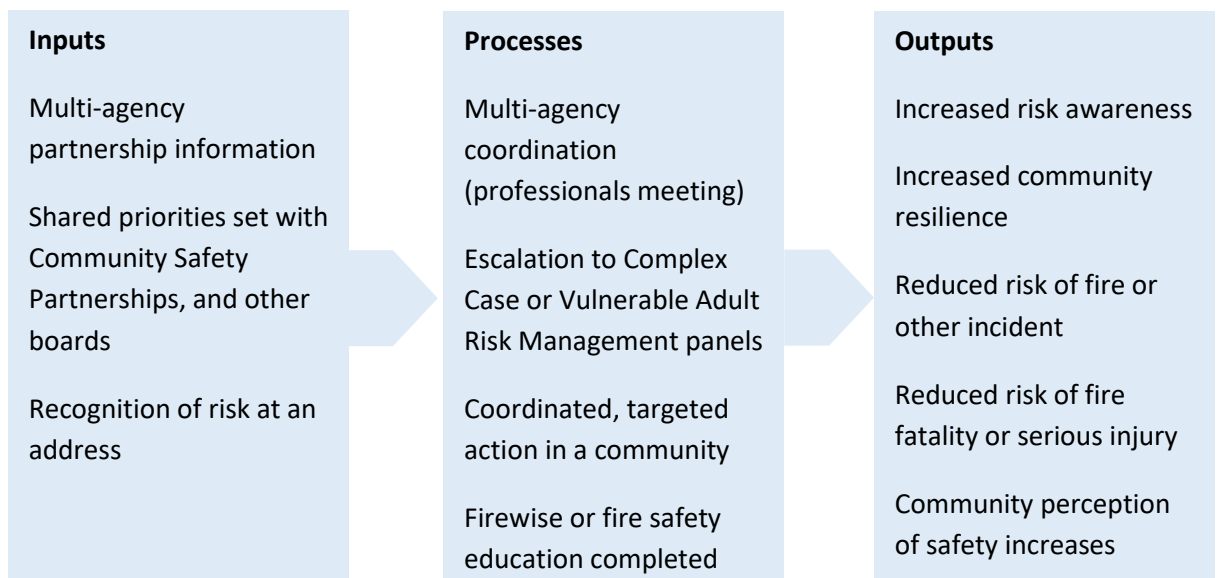 Inputs
Multi-agency
partnership information
Shared priorities set with
Community Safety
Partnerships, and other
boards
Recognition of risk at an
address
Processes
Multi-agency
coordination
(professionals meeting)
Escalation to Complex
Case or Vulnerable Adult
Risk Management panels
Coordinated, targeted
action in a community
Firewise or fire safety
education completed
Outputs
Increased risk awareness
Increased community
resilience
Reduced risk of fire or
other incident
Reduced risk of fire
fatality or serious injury
Community perception
of safety increases